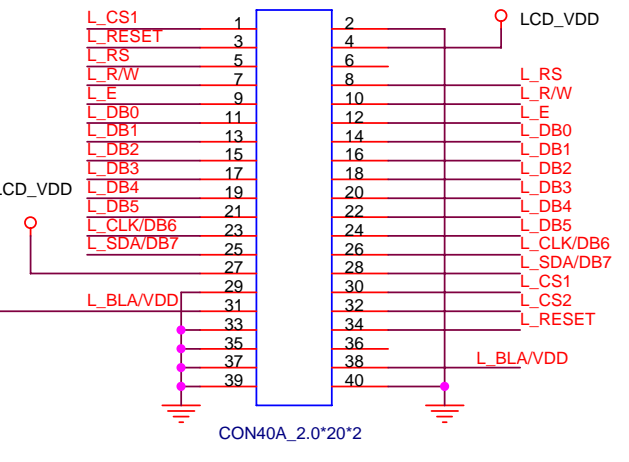 L_CS1 1 2 LCD_VDD
L_RESET 3 4
L_RS 5 6
L_R/W 7 8 L_RS
L_E 9 10 L_R/W
L_DB0 11 12 L_E
L_DB1 13 14 L_DB0
L_DB2 15 16 L_DB1
L_DB3 17 18 L_DB2
LCD_VDD L_DB4 19 20 L_DB3
L_DB5 21 22 L_DB4
L_CLK/DB6 23 24 L_DB5
L_SDA/DB7 25 26 L_CLK/DB6
27 28 L_SDA/DB7
29 30 L_CS1
L_BLA/VDD 31 32 L_CS2
33 34 L_RESET
35 36
37 38 L_BLA/VDD
39 40
CON40A_2.0*20*2